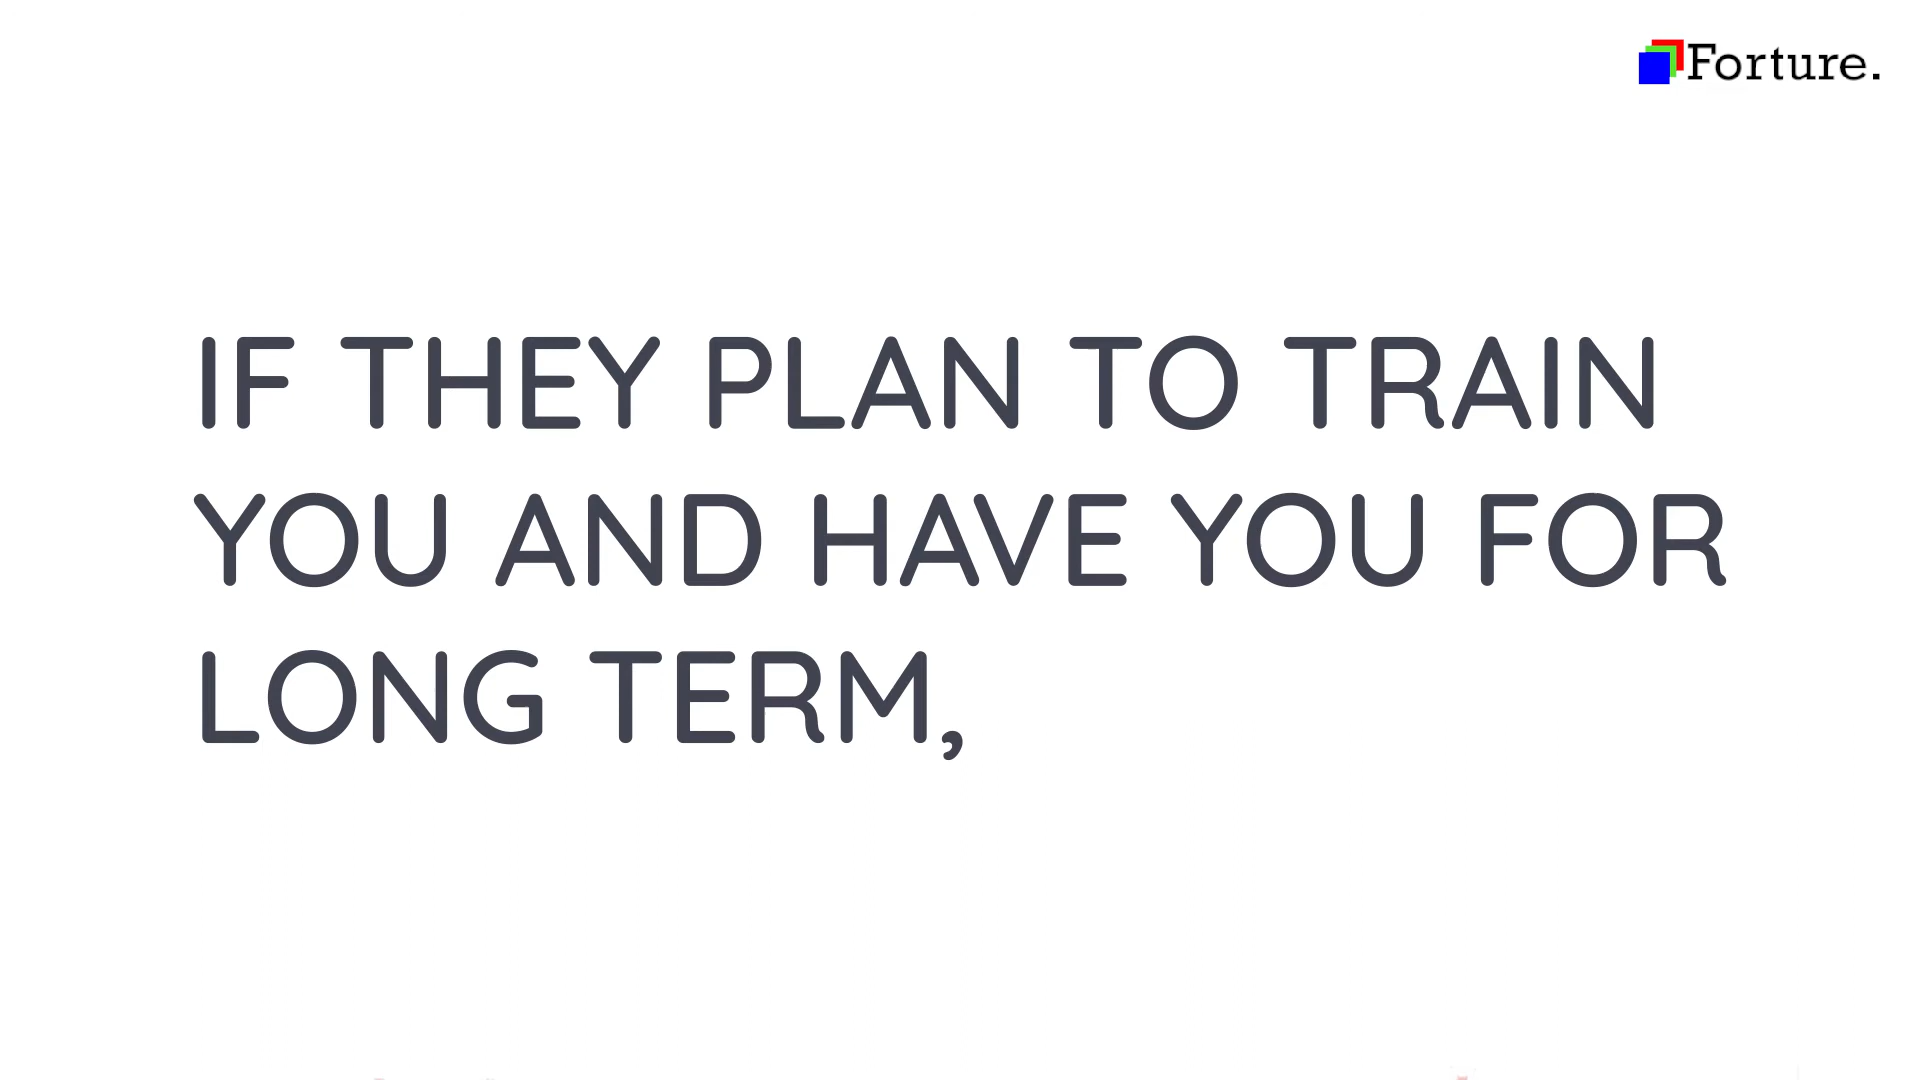 Forture.
IF THEY PLAN TO TRAIN
YOU AND HAVE YOU FOR
LONG TERM,